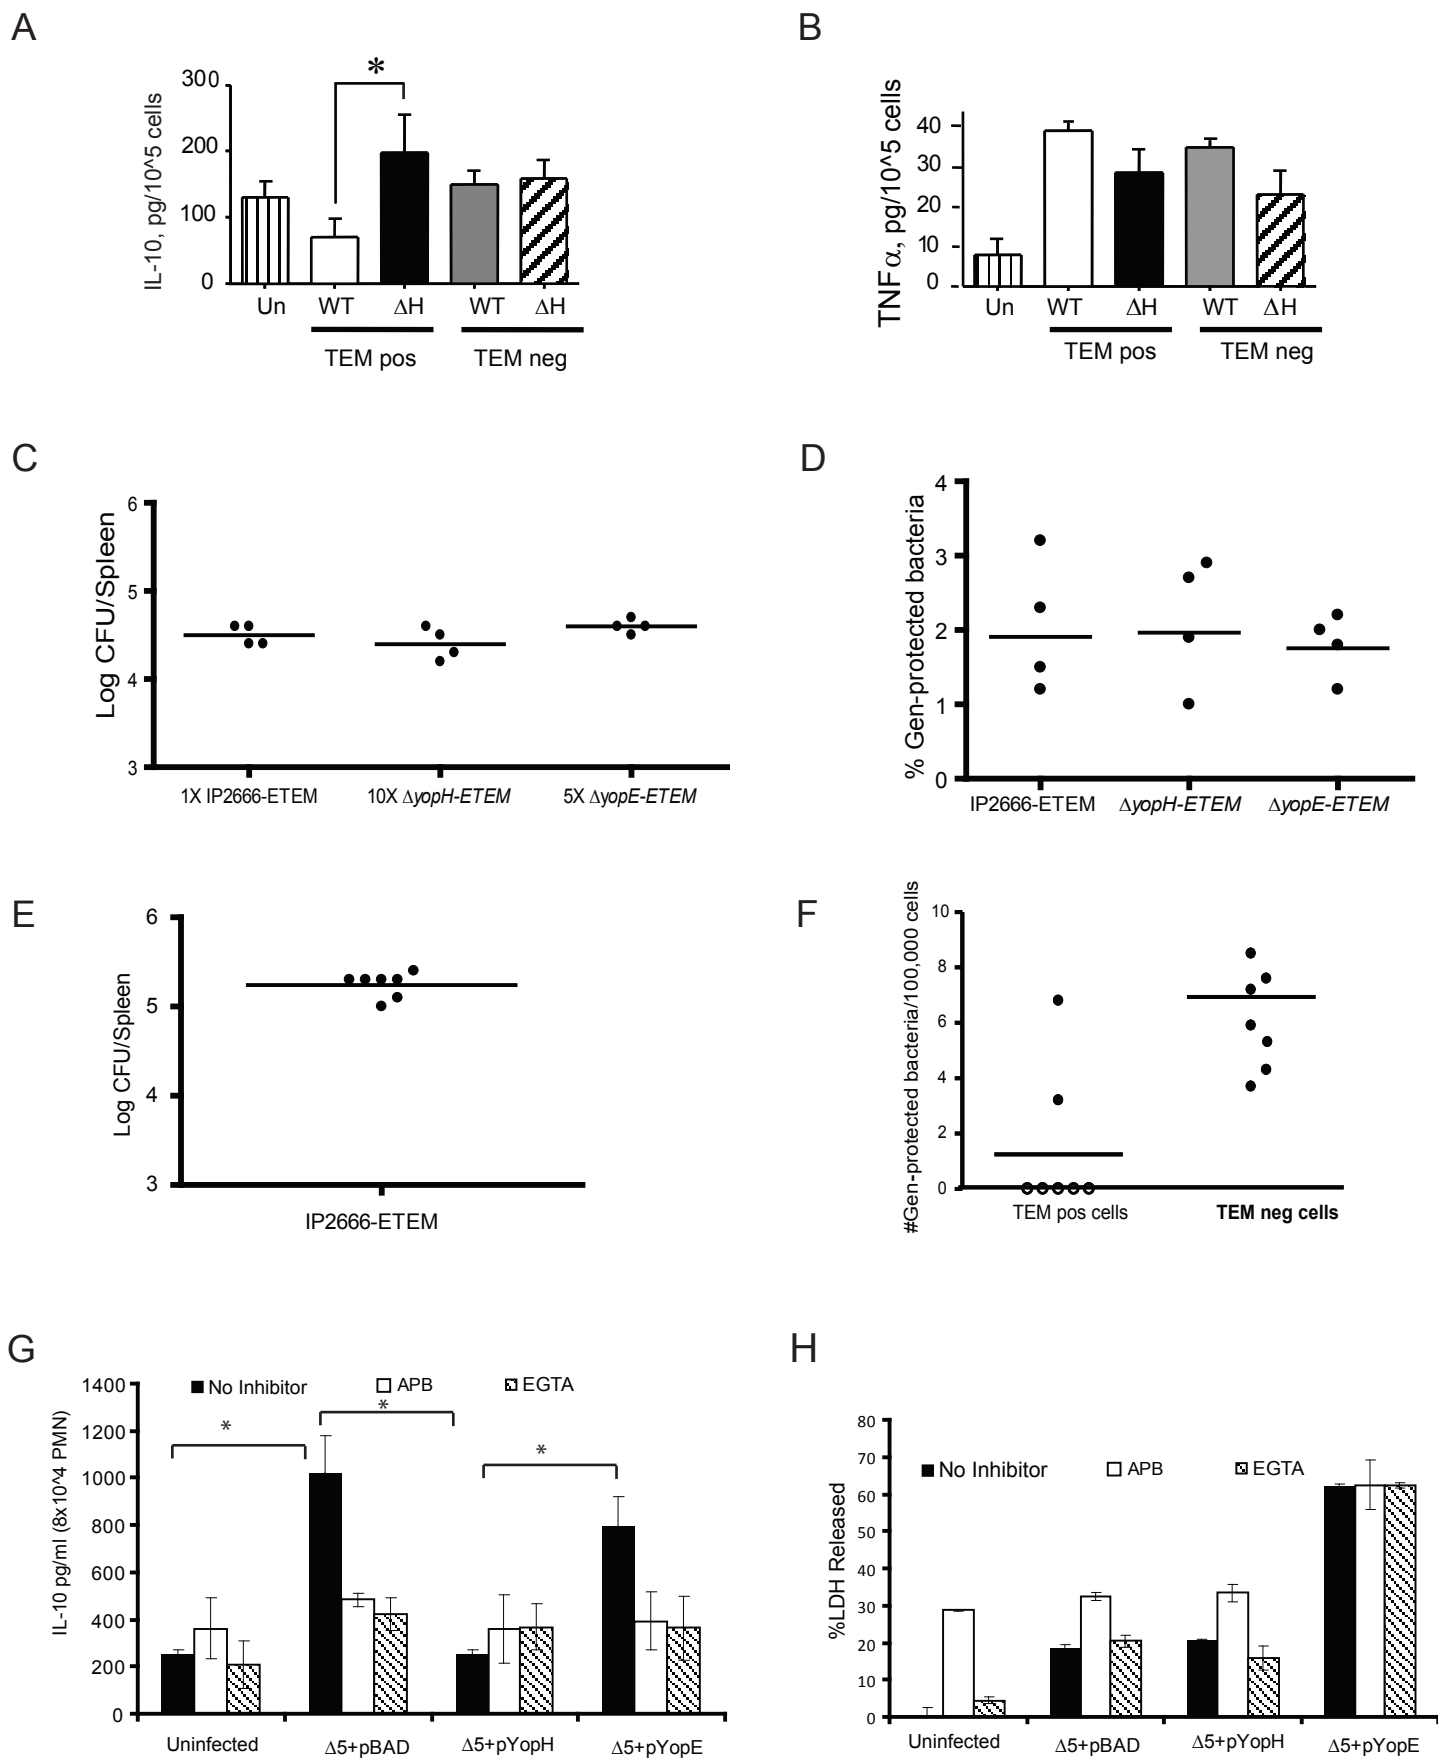 A
IL-10, pg/10^5 cells
300
200
100
0
*
Un
WT
ΔH
WT
ΔH
TEM pos
TEM neg
B
TNFα, pg/10^5 cells
40
30
20
10
0
Un
WT
ΔH
WT
ΔH
TEM pos
TEM neg
C
Log CFU/Spleen
6
5
4
3
1X IP2666-ETEM
10X ΔyopH-ETEM
5X ΔyopE-ETEM
D
% Gen-protected bacteria
4
3
2
1
0
IP2666-ETEM
ΔyopH-ETEM
ΔyopE-ETEM
E
Log CFU/Spleen
6
5
4
3
IP2666-ETEM
F
#Gen-protected bacteria/100,000 cells
10
8
6
4
2
0
TEM pos cells
TEM neg cells
G
IL-10 pg/ml (8x10^4 PMN)
1400
1200
1000
800
600
400
200
0
No Inhibitor
APB
EGTA
*
*
*
Uninfected
Δ5+pBAD
Δ5+pYopH
Δ5+pYopE
H
%LDH Released
80
70
60
50
40
30
20
10
0
No Inhibitor
APB
EGTA
Uninfected
Δ5+pBAD
Δ5+pYopH
Δ5+pYopE